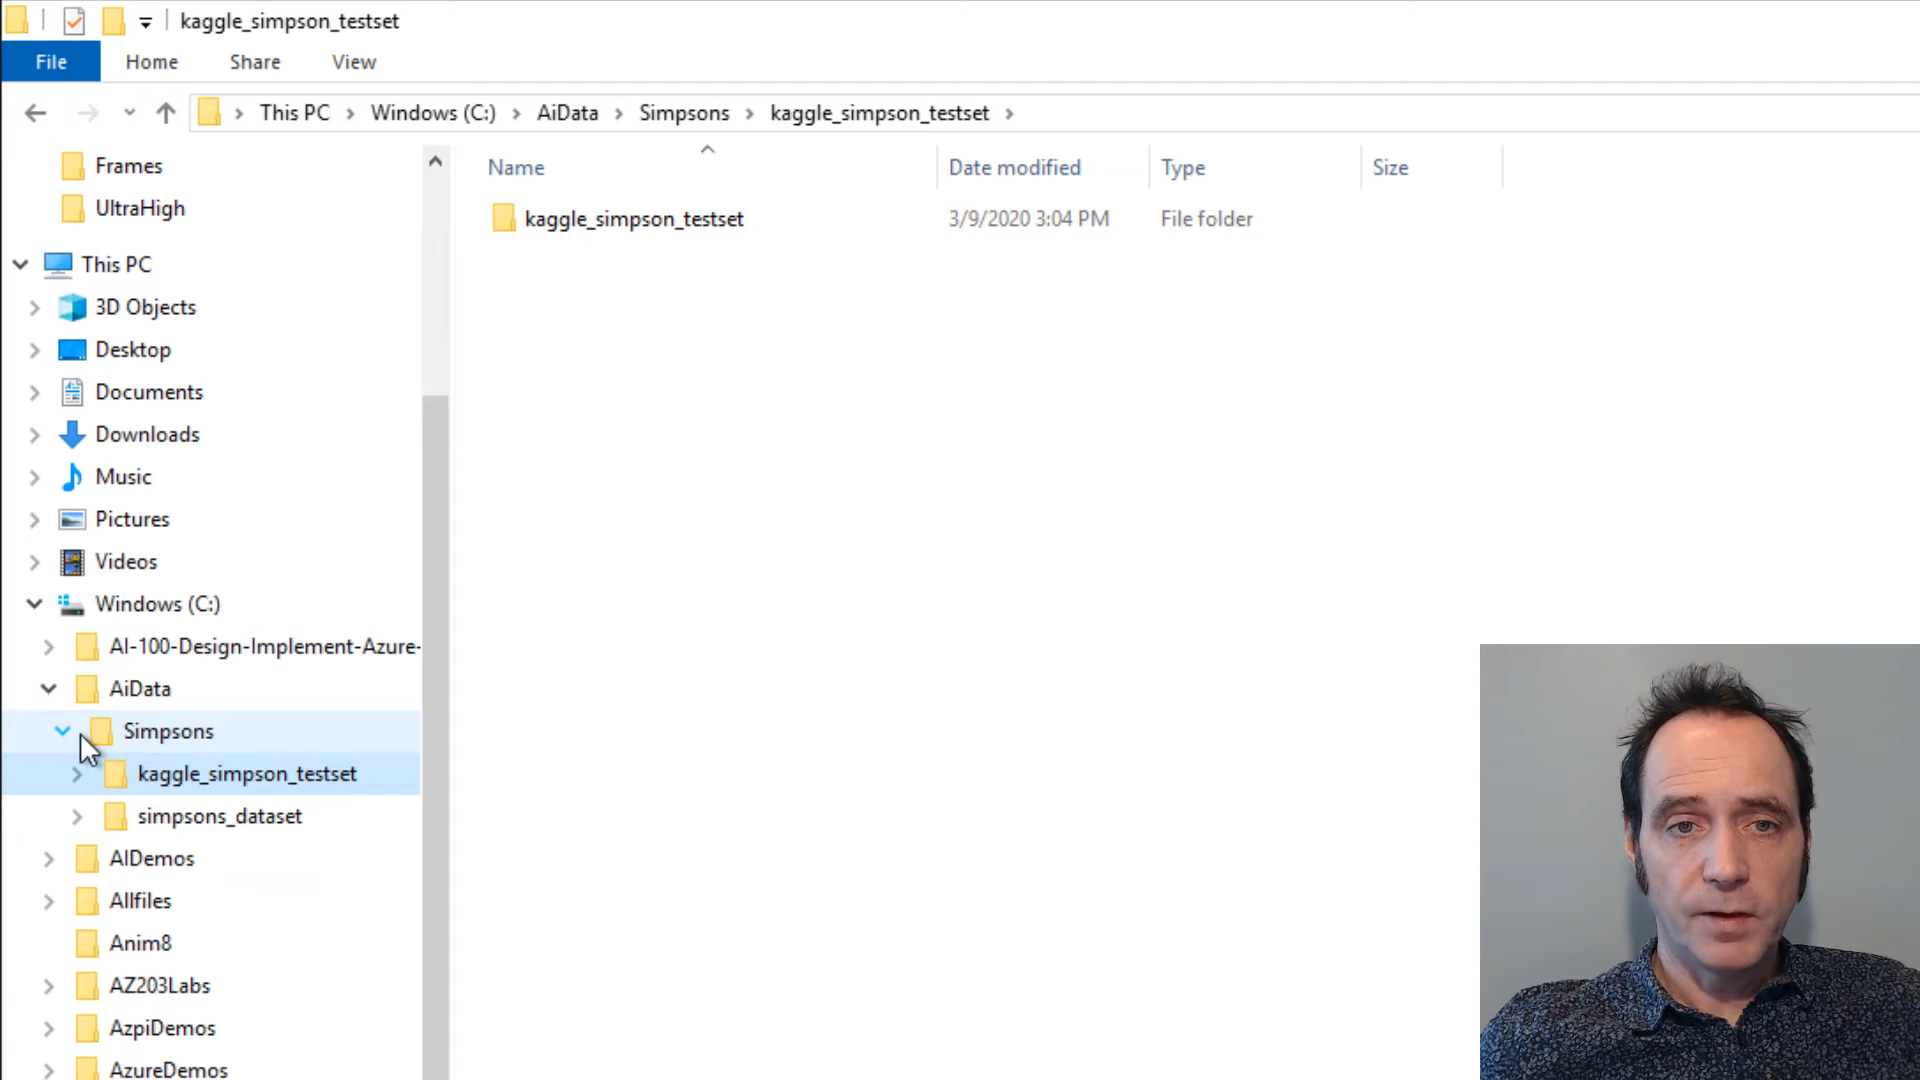 kaggle_simpson_testset
File Home Share View
This PC Windows (C:) AiData Simpsons kaggle_simpson_testset
Name Date modified Type Size
kaggle_simpson_testset 3/9/2020 3:04 PM File folder
Frames
UltraHigh
This PC
3D Objects
Desktop
Documents
Downloads
Music
Pictures
Videos
Windows (C:)
AI-100-Design-Implement-Azure-
AiData
Simpsons
kaggle_simpson_testset
simpsons_dataset
AIDemos
Allfiles
Anim8
AZ203Labs
AzpiDemos
AzureDemos